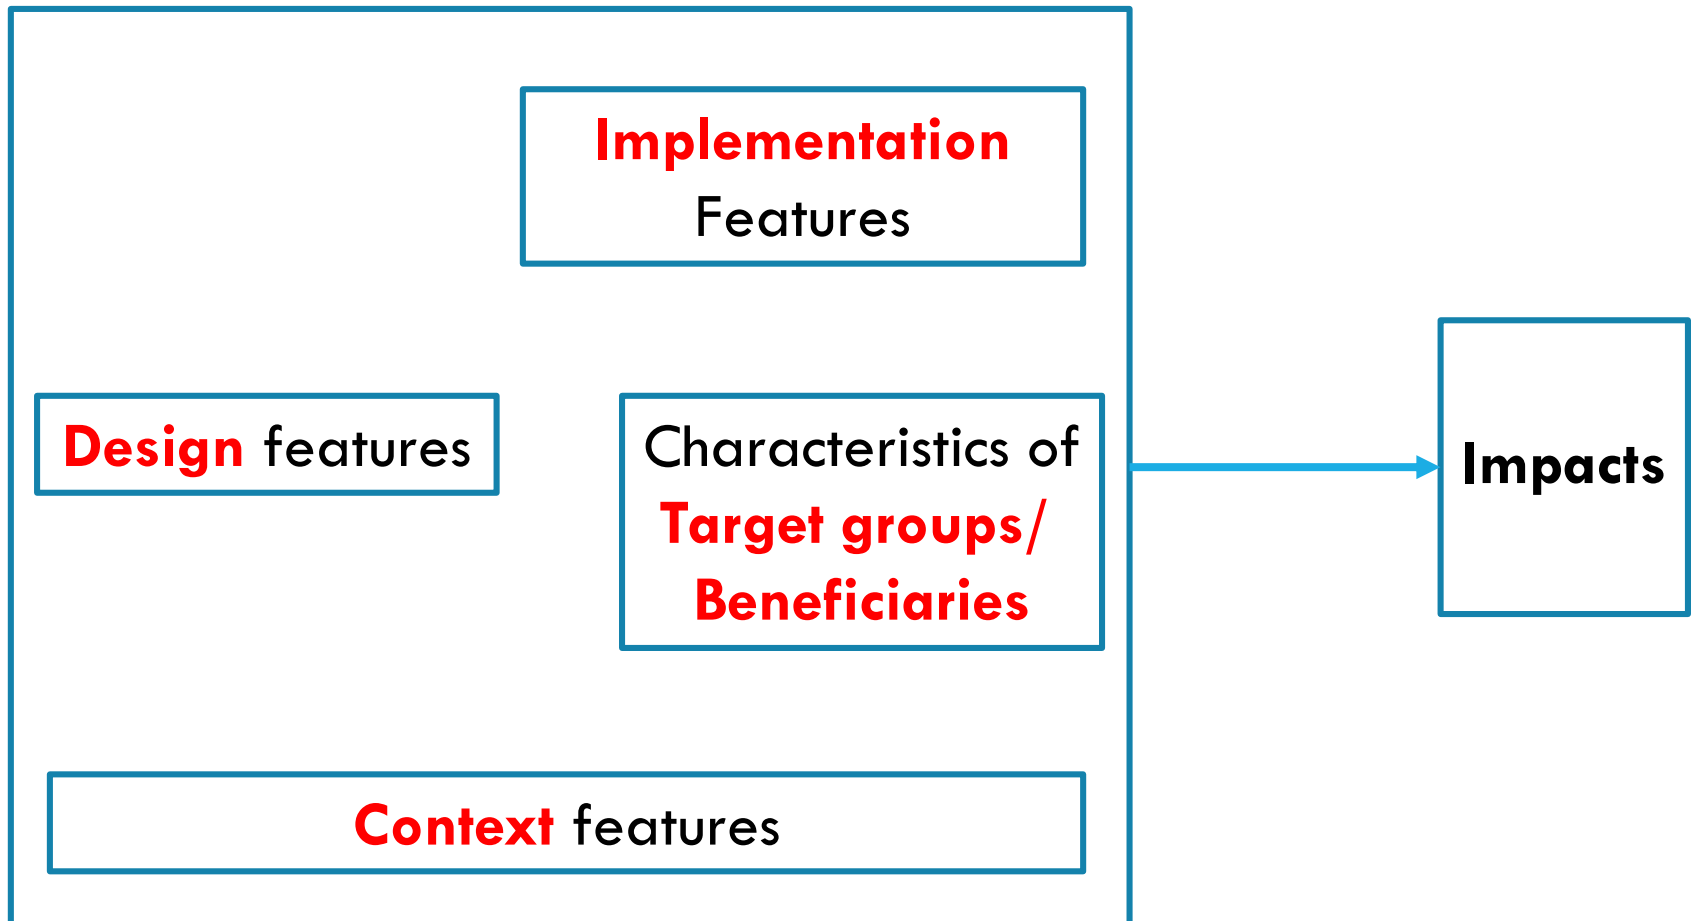 Implementation
Features
Design features
Characteristics of
Target groups/
Beneficiaries
Context features
Impacts